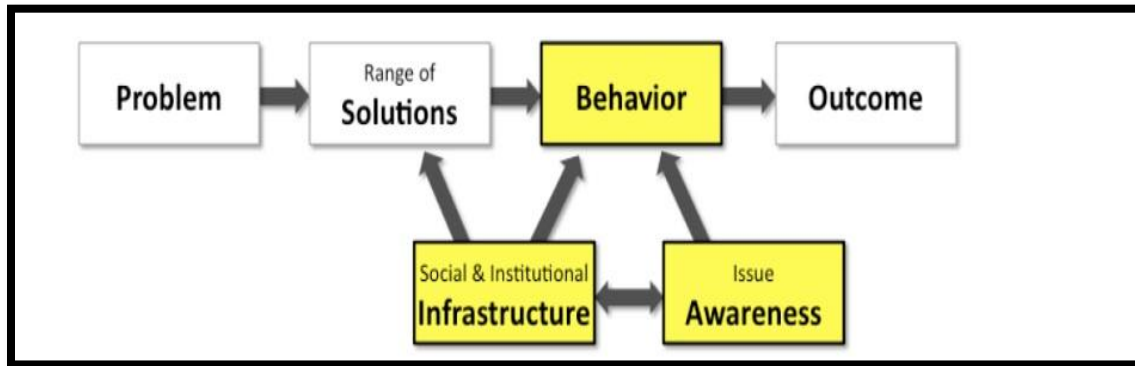 Problem
Range of
Solutions
Behavior
Outcome
Social & Institutional
Infrastructure
Issue
Awareness